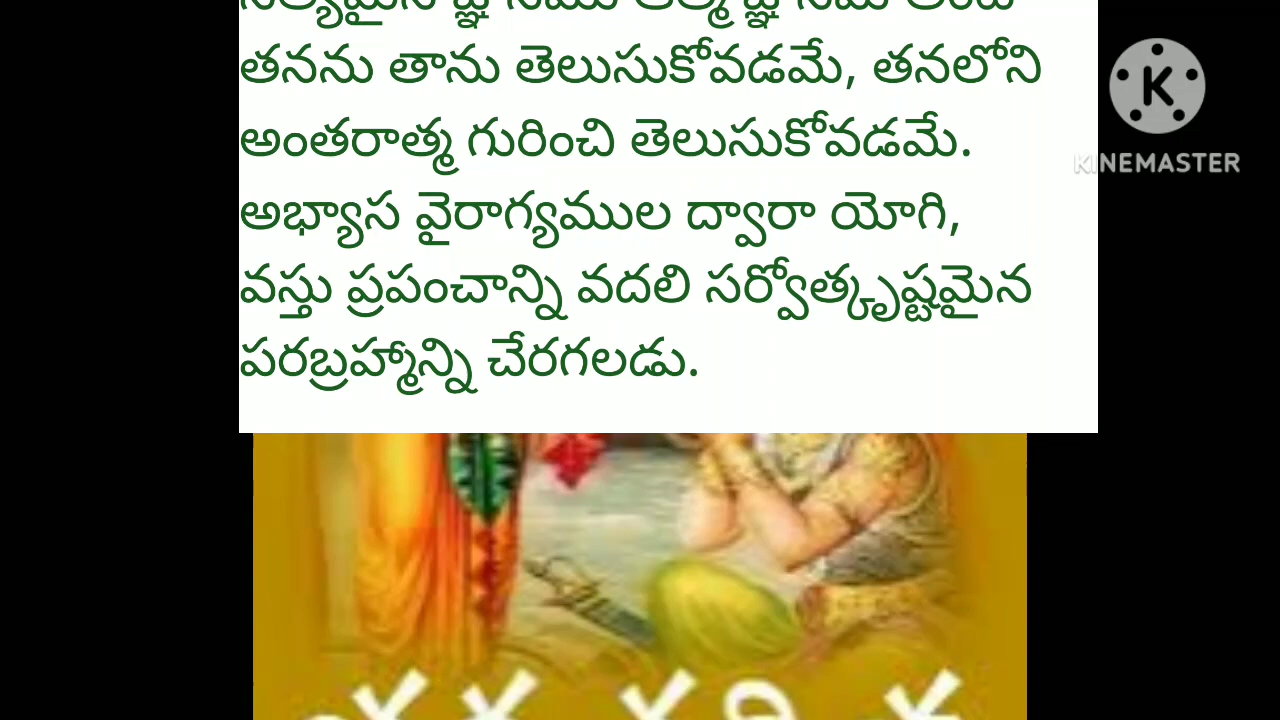 తనను తాను తెలుసుకోవడమే, తనలోని
అంతరాత్మ గురించి తెలుసుకోవడమే.
అభ్యాస వైరాగ్యముల ద్వారా యోగి,
వస్తు ప్రపంచాన్ని వదలి సర్వోత్కృష్టమైన
పరబ్రహ్మాన్ని చేరగలడు.
K
KINEMASTER